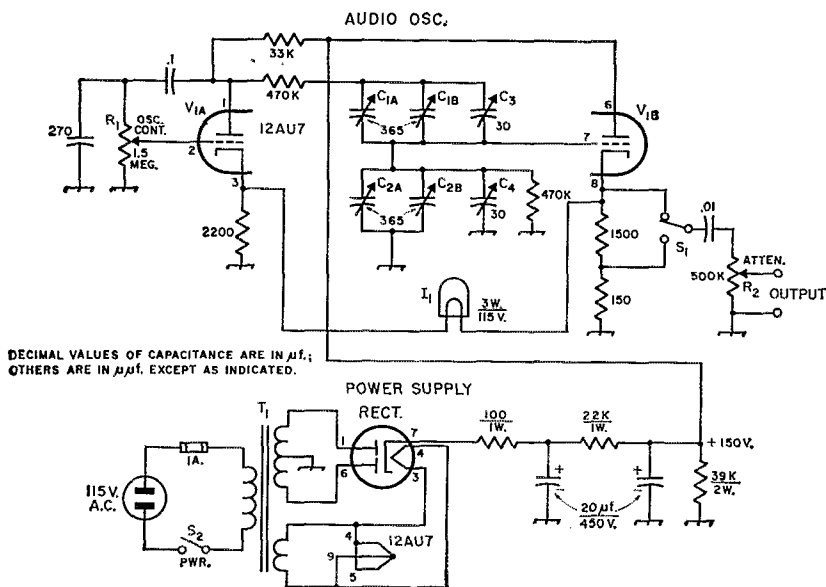 AUDIO OSC.
33K
.1
470K
V1A
1
OSC.
CONT.
R1
1.5
MEG.
270
2
12AU7
3
2200
C1A
C1B
C3
365
30
C2A
C2B
C4
365
30
470K
6
V1B
7
8
1500
S1
.01
150
ATTEN.
500K
R2
OUTPUT
I1
3W.
115V.
DECIMAL VALUES OF CAPACITANCE ARE IN µf.;
OTHERS ARE IN µµf. EXCEPT AS INDICATED.
POWER SUPPLY
T1
RECT.
1A.
115V.
A.C.
S2
PWR.
1
6
7
4
3
100
1W.
22K
1W.
+150V.
+
+
20µf.
450V.
39K
2W.
4
9
5
12AU7